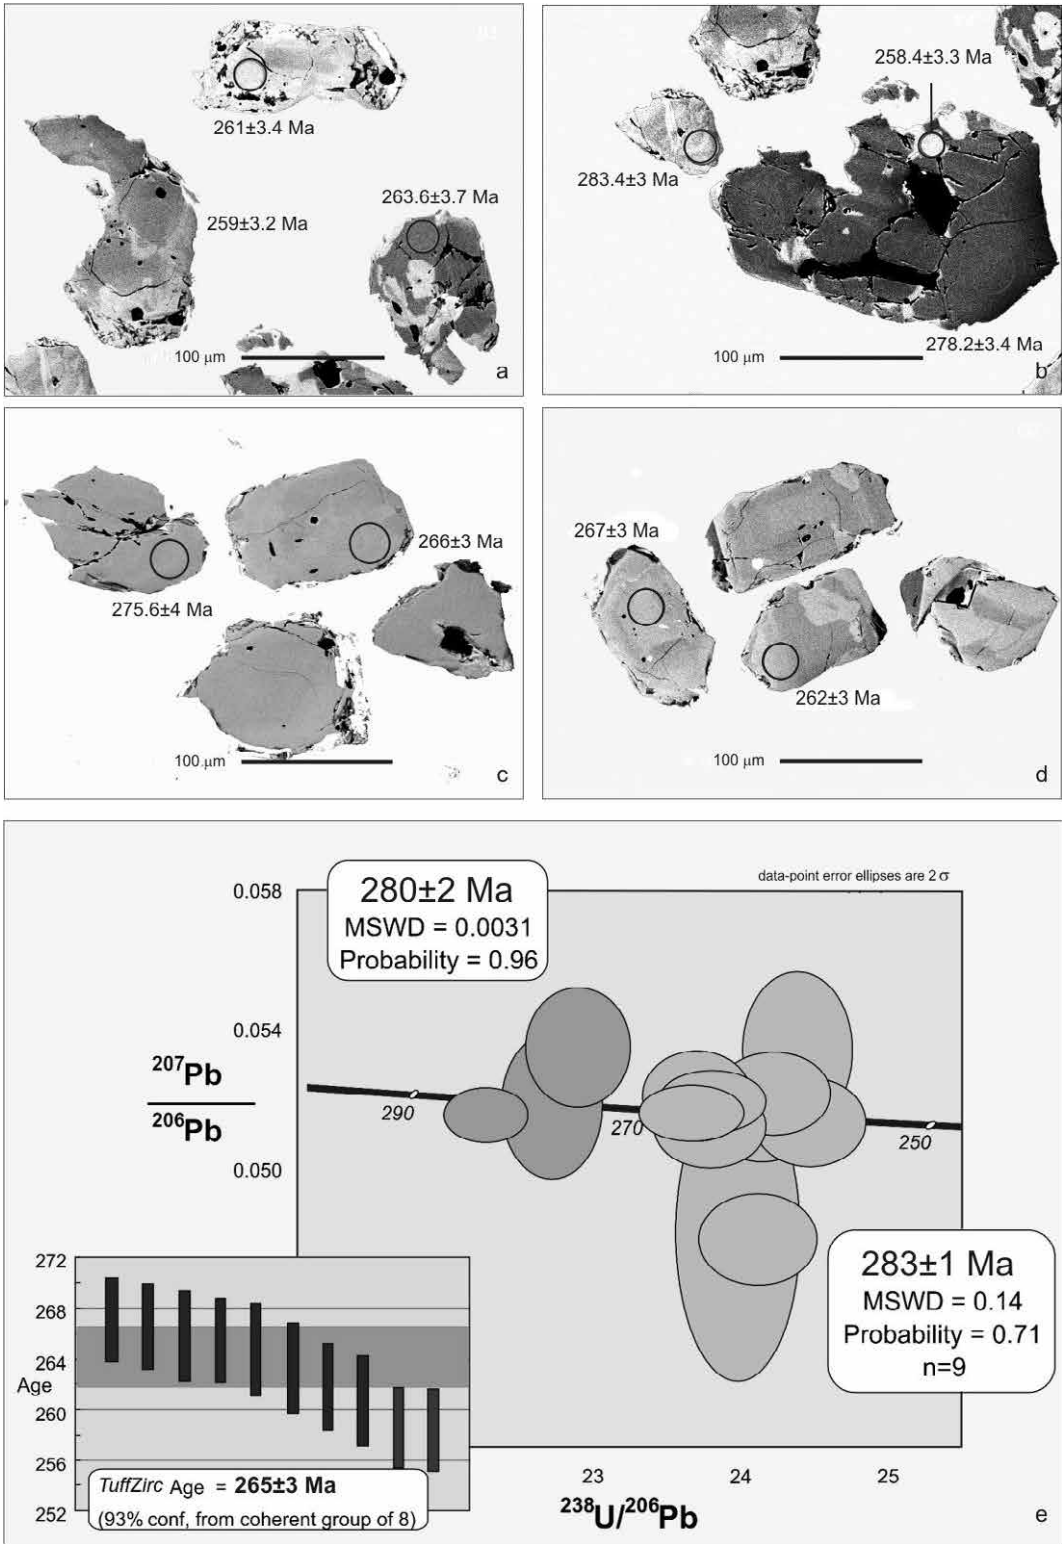 261±3.4 Ma
259±3.2 Ma
263.6±3.7 Ma
100 µm
a
258.4±3.3 Ma
283.4±3 Ma
278.2±3.4 Ma
100 µm
b
266±3 Ma
275.6±4 Ma
100 µm
c
267±3 Ma
262±3 Ma
100 µm
d
280±2 Ma
MSWD = 0.0031
Probability = 0.96
data-point error ellipses are 2 σ
0.058
0.054
0.050
207Pb
206Pb
290
270
250
283±1 Ma
MSWD = 0.14
Probability = 0.71
n=9
272
268
264
Age
260
256
252
TuffZirc Age = 265±3 Ma
(93% conf, from coherent group of 8)
23
24
25
238U/206Pb
e